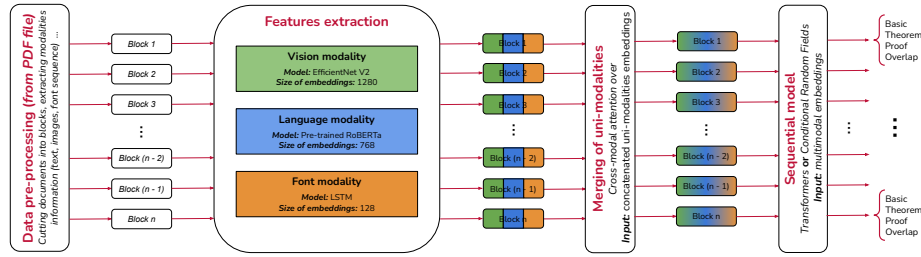 Data pre-processing (from PDF file)
Cutting documents into blocks, extracting modalities
information (text, images, font sequence) ...
Block 1
Block 2
Block 3
...
Block (n - 2)
Block (n - 1)
Block n
Features extraction
Vision modality
Model: EfficientNet V2
Size of embeddings: 1280
Language modality
Model: Pre-trained RoBERTa
Size of embeddings: 768
Font modality
Model: LSTM
Size of embeddings: 128
Block 1
Block 2
Block 3
...
Block (n - 2)
Block (n - 1)
Block n
Merging of uni-modalities
Cross-modal attention over
Input: concatenated uni-modalities embeddings
Block 1
Block 2
Block 3
...
Block (n - 2)
Block (n - 1)
Block n
Sequential model
Transformers or Conditional Random Fields
Input: multimodal embeddings
Basic
Theorem
Proof
Overlap
...
...
Basic
Theorem
Proof
Overlap